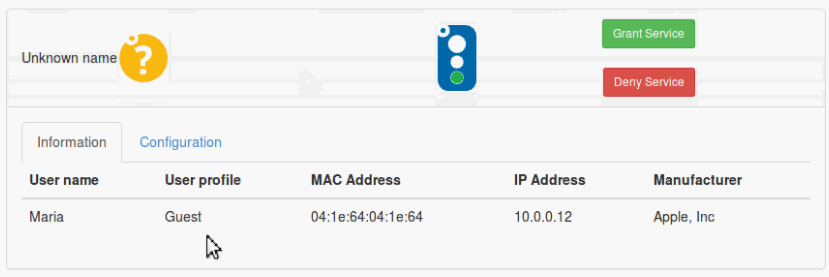 Grant Service
Unknown name ?
Deny Service
Information Configuration
User name User profile MAC Address IP Address Manufacturer
Maria Guest 04:1e:64:04:1e:64 10.0.0.12 Apple, Inc